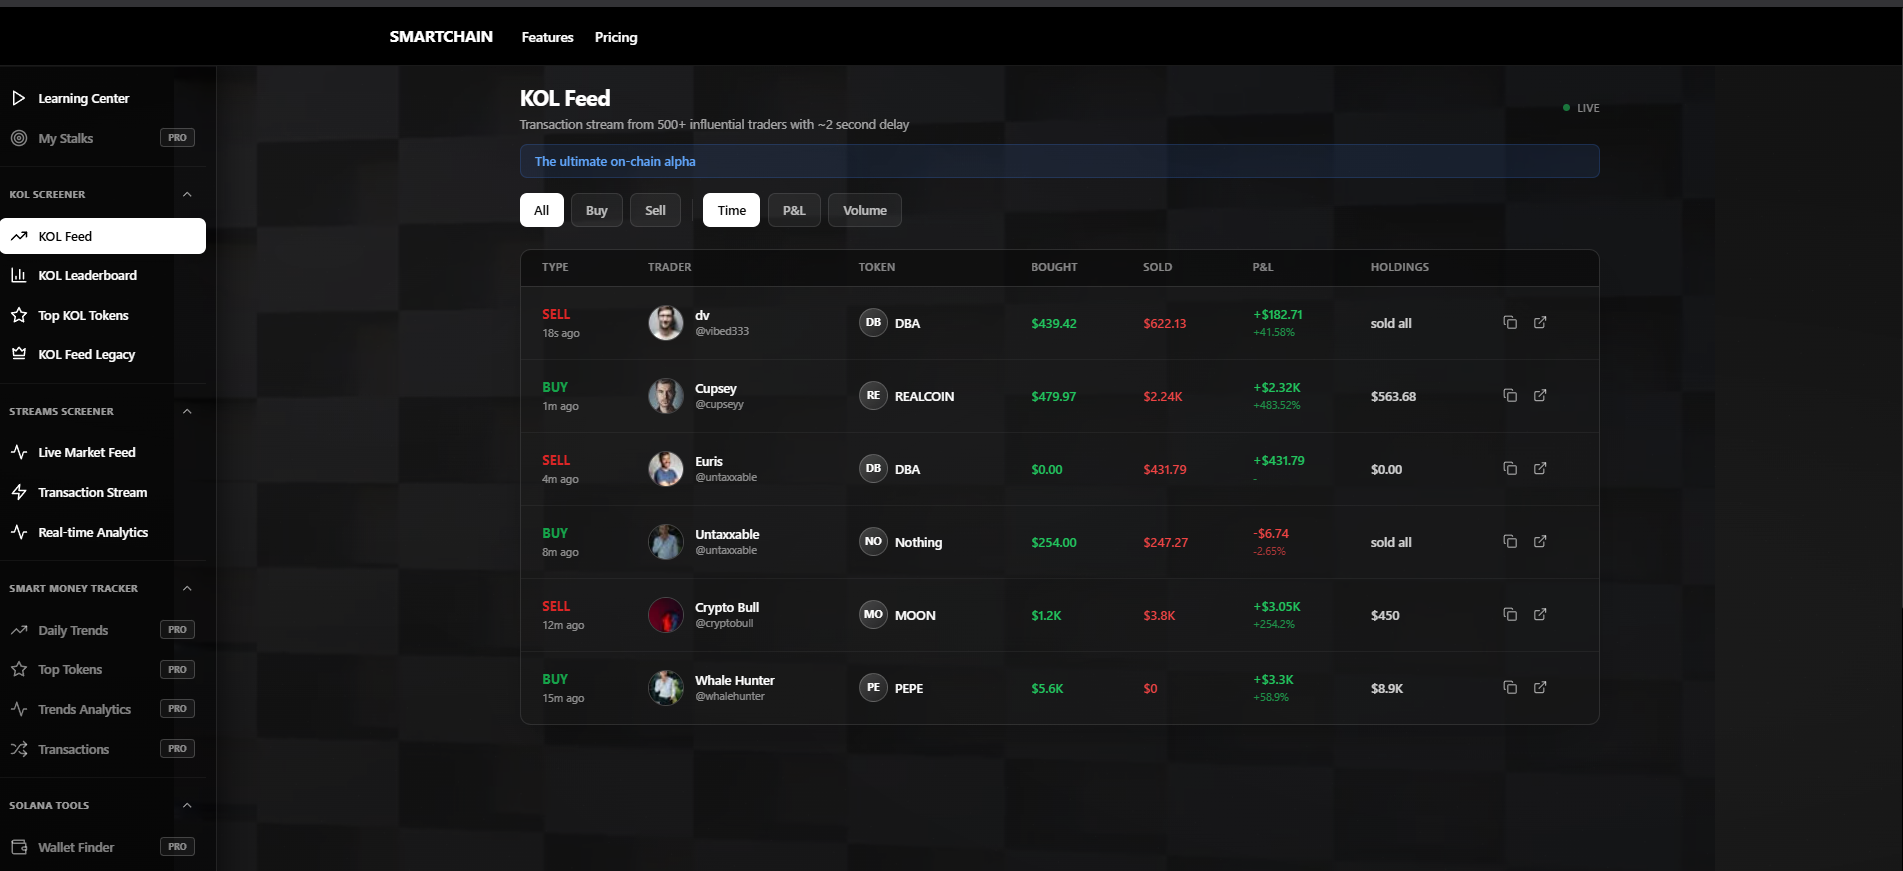 SMARTCHAIN Features Pricing
Learning Center
My Stalks PRO
KOL SCREENER
KOL Feed
KOL Leaderboard
Top KOL Tokens
KOL Feed Legacy
STREAMS SCREENER
Live Market Feed
Transaction Stream
Real-time Analytics
SMART MONEY TRACKER
Daily Trends PRO
Top Tokens PRO
Trends Analytics PRO
Transactions PRO
SOLANA TOOLS
Wallet Finder PRO
KOL Feed
LIVE
Transaction stream from 500+ influential traders with ~2 second delay
The ultimate on-chain alpha
All Buy Sell Time P&L Volume
TYPE TRADER TOKEN BOUGHT SOLD P&L HOLDINGS
SELL dv DB DBA $439.42 $622.13 +$182.71 sold all
18s ago @vibed333 +41.58%
BUY Cupsey RE REALCOIN $479.97 $2.24K +$2.32K $563.68
1m ago @cupseyy +483.52%
SELL Euris DB DBA $0.00 $431.79 +$431.79 $0.00
4m ago @untaxxable -
BUY Untaxxable NO Nothing $254.00 $247.27 -$6.74 sold all
8m ago @untaxxable -2.65%
SELL Crypto Bull MO MOON $1.2K $3.8K +$3.05K $450
12m ago @cryptobull +254.2%
BUY Whale Hunter PE PEPE $5.6K $0 +$3.3K $8.9K
15m ago @whalehunter +58.9%